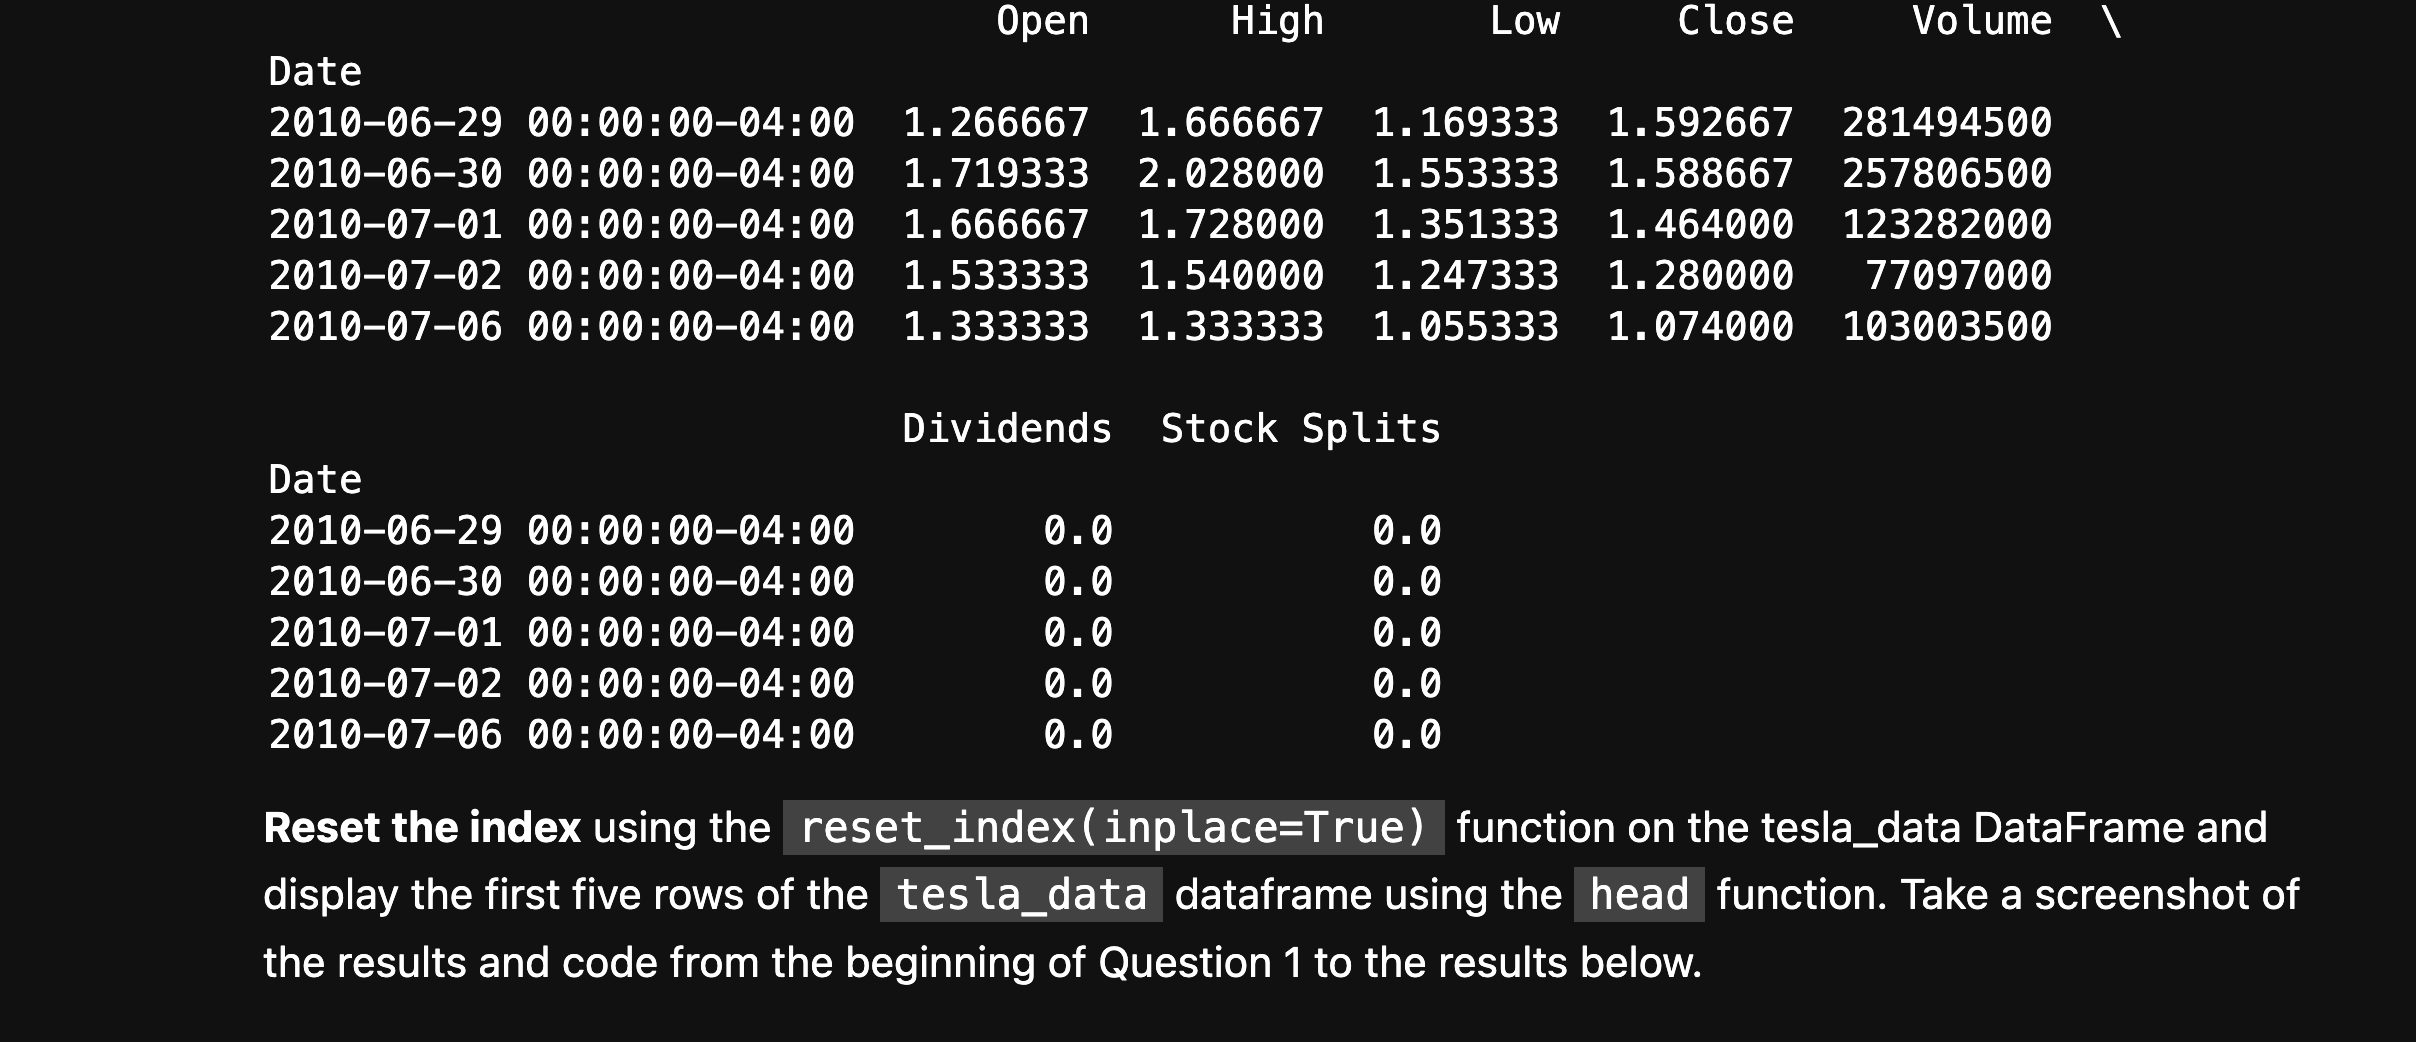 Open High Low Close Volume \
Date
2010-06-29 00:00:00-04:00 1.266667 1.666667 1.169333 1.592667 281494500
2010-06-30 00:00:00-04:00 1.719333 2.028000 1.553333 1.588667 257806500
2010-07-01 00:00:00-04:00 1.666667 1.728000 1.351333 1.464000 123282000
2010-07-02 00:00:00-04:00 1.533333 1.540000 1.247333 1.280000 77097000
2010-07-06 00:00:00-04:00 1.333333 1.333333 1.055333 1.074000 103003500
Dividends Stock Splits
Date
2010-06-29 00:00:00-04:00 0.0 0.0
2010-06-30 00:00:00-04:00 0.0 0.0
2010-07-01 00:00:00-04:00 0.0 0.0
2010-07-02 00:00:00-04:00 0.0 0.0
2010-07-06 00:00:00-04:00 0.0 0.0
Reset the index using the reset_index(inplace=True) function on the tesla_data DataFrame and
display the first five rows of the tesla_data dataframe using the head function. Take a screenshot of
the results and code from the beginning of Question 1 to the results below.